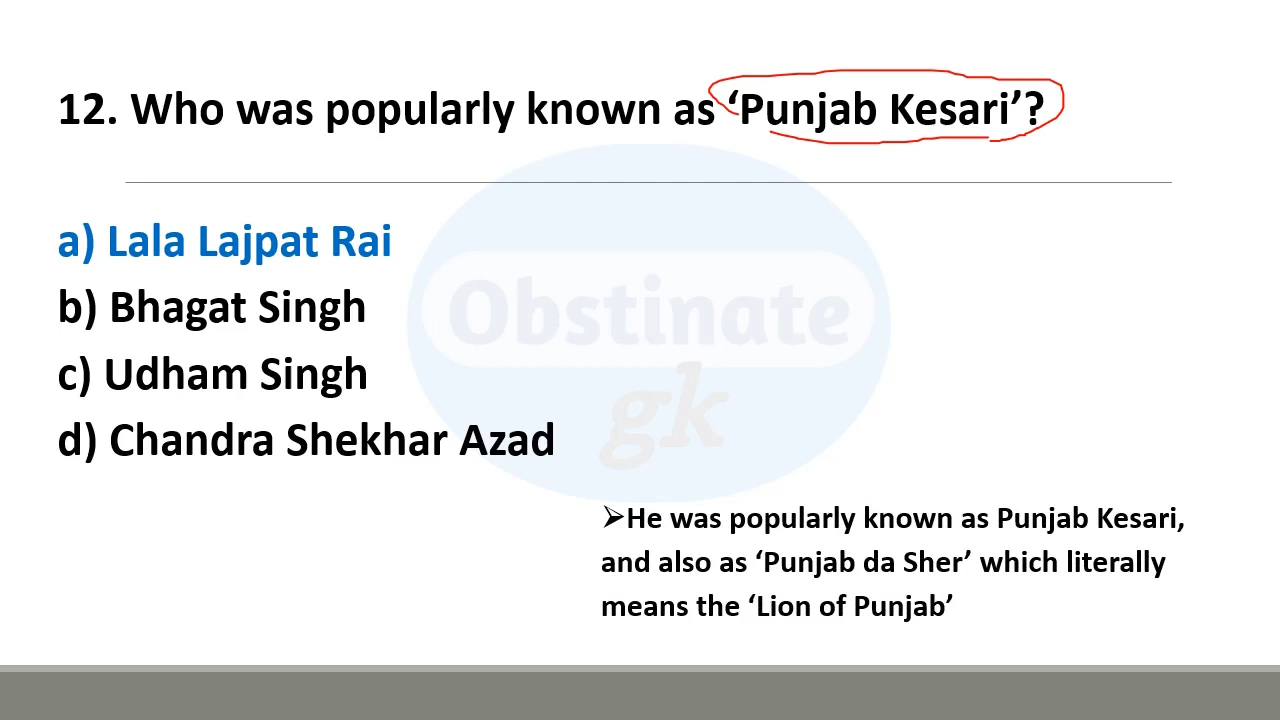 12. Who was popularly known as ‘Punjab Kesari’?
a) Lala Lajpat Rai
b) Bhagat Singh
c) Udham Singh
d) Chandra Shekhar Azad
Obstinate
gk
➢He was popularly known as Punjab Kesari,
and also as ‘Punjab da Sher’ which literally
means the ‘Lion of Punjab’